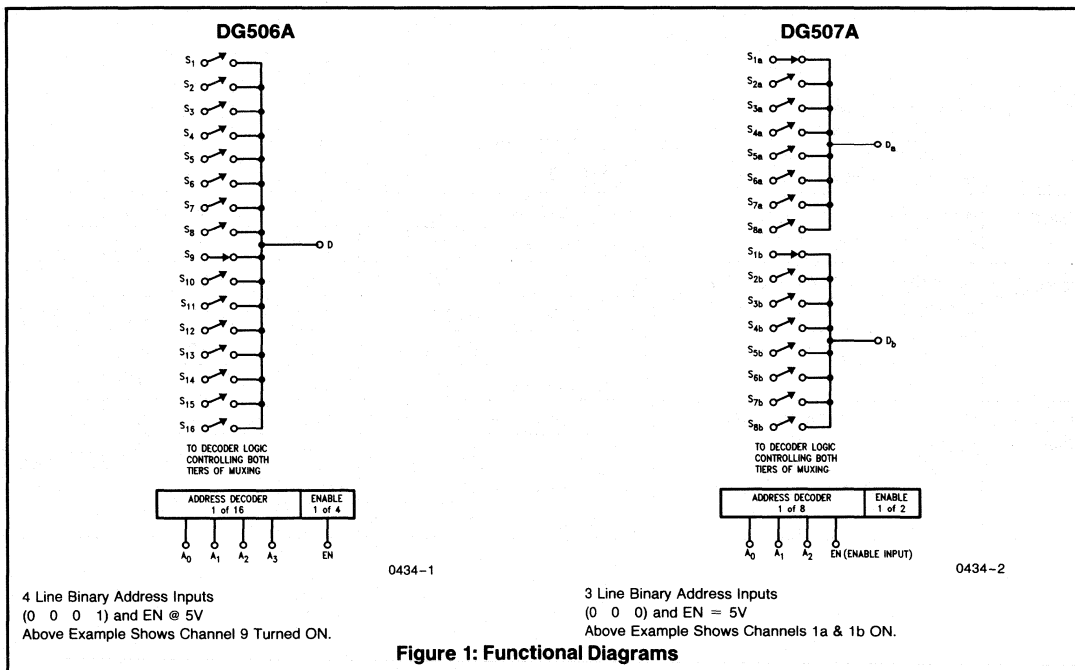 DG506A
S1
S2
S3
S4
S5
S6
S7
S8
S9
S10
S11
S12
S13
S14
S15
S16
D
TO DECODER LOGIC
CONTROLLING BOTH
TIERS OF MUXING
ADDRESS DECODER
1 of 16
ENABLE
1 of 4
A0 A1 A2 A3 EN
0434-1
4 Line Binary Address Inputs
(0 0 0 1) and EN @ 5V
Above Example Shows Channel 9 Turned ON.
DG507A
S1a
S2a
S3a
S4a
S5a
S6a
S7a
S8a
Da
S1b
S2b
S3b
S4b
S5b
S6b
S7b
S8b
Db
TO DECODER LOGIC
CONTROLLING BOTH
TIERS OF MUXING
ADDRESS DECODER
1 of 8
ENABLE
1 of 2
A0 A1 A2 EN (ENABLE INPUT)
0434-2
3 Line Binary Address Inputs
(0 0 0) and EN = 5V
Above Example Shows Channels 1a & 1b ON.
Figure 1: Functional Diagrams